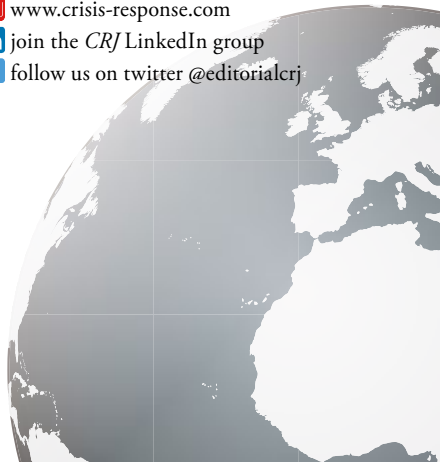 www.crisis-response.com
join the CRJ LinkedIn group
follow us on twitter @editorialcrj